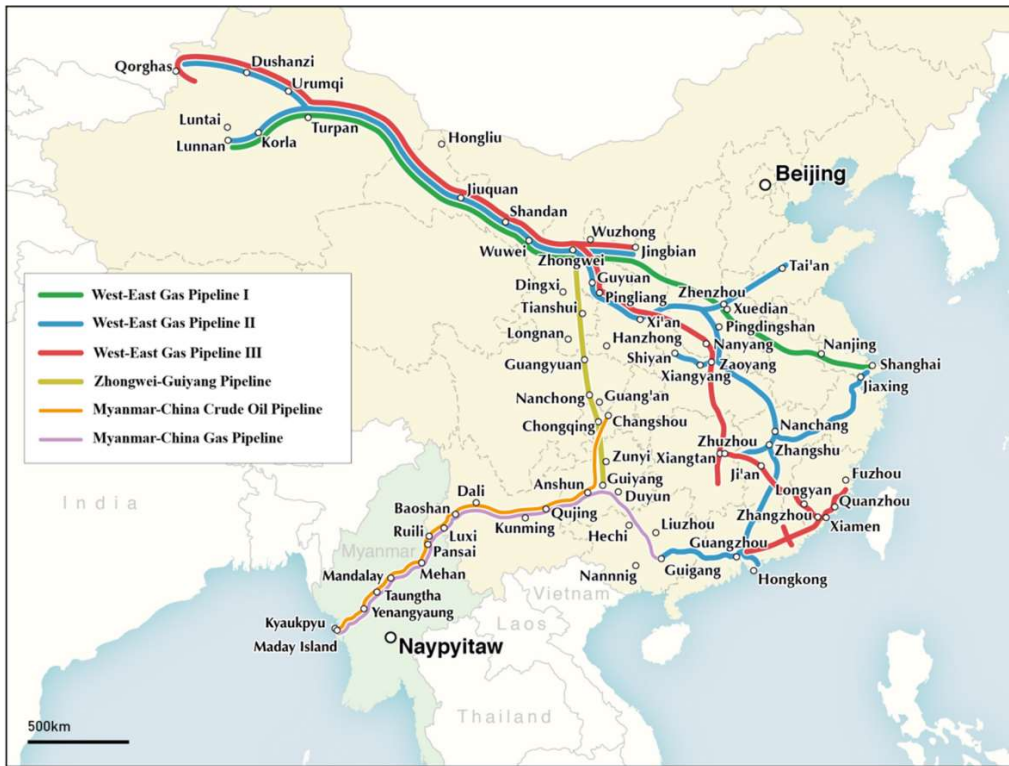 Qorghas
Dushanzi
Urumqi
Luntai
Lunnan
Korla
Turpan
Hongliu
Beijing
Jiuquan
Shandan
Wuwei
Zhongwei
Wuzhong
Jingbian
Tai'an
Guyuan
Dingxi
Pingliang
Zhenzhou
Xuedian
Tianshui
Xi'an
Pingdingshan
Longnan
Hanzhong
Nanyang
Nanjing
Shiyan
Shanghai
Guangyuan
Xiangyang
Zaoyang
Jiaxing
Nanchong
Guang'an
Chongqing
Changshou
Nanchang
Zhuzhou
Zhangshu
Xiangtan
Zunyi
Ji'an
Fuzhou
Anshun
Guiyang
Duyun
Longyan
Quanzhou
Dali
Baoshan
Zhangzhou
Xiamen
Qujing
Kunming
Ruili
Luxi
Liuzhou
Hechi
Guangzhou
Pansai
Myanmar
Mehan
Guigang
Hongkong
Nannnig
Mandalay
Taungtha
Yenangyaung
Vietnam
Kyaukpyu
Maday Island
Naypyitaw
Laos
Thailand
India
West-East Gas Pipeline I
West-East Gas Pipeline II
West-East Gas Pipeline III
Zhongwei-Guiyang Pipeline
Myanmar-China Crude Oil Pipeline
Myanmar-China Gas Pipeline
500km